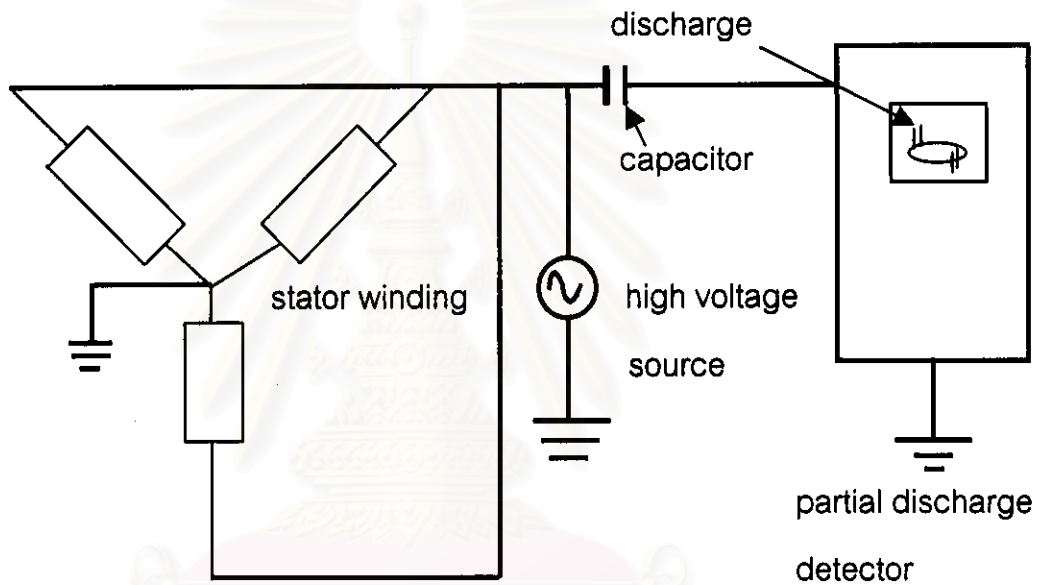 discharge
capacitor
stator winding
high voltage
source
partial discharge
detector